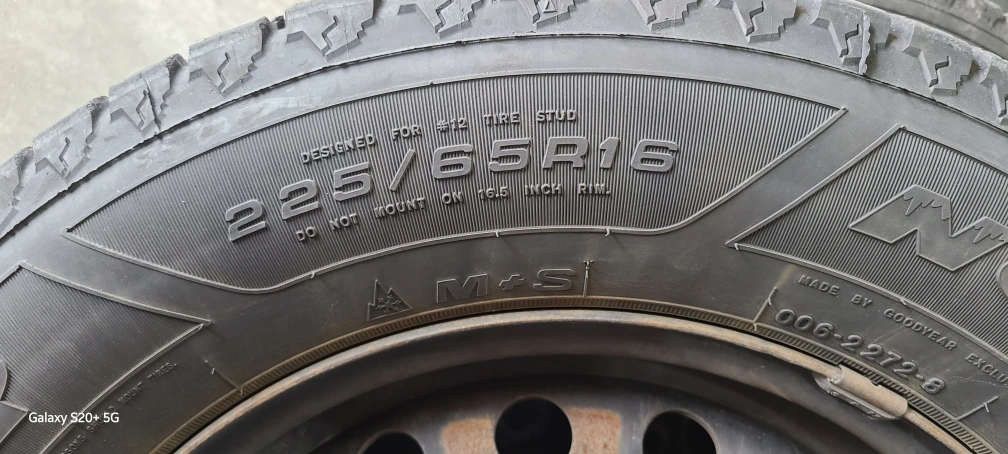 DESIGNED FOR #12 TIRE STUD
225/65R16
DO NOT MOUNT ON 16.5 INCH RIM.
M+S
MADE BY GOODYEAR
006-2272-8
Galaxy S20+ 5G